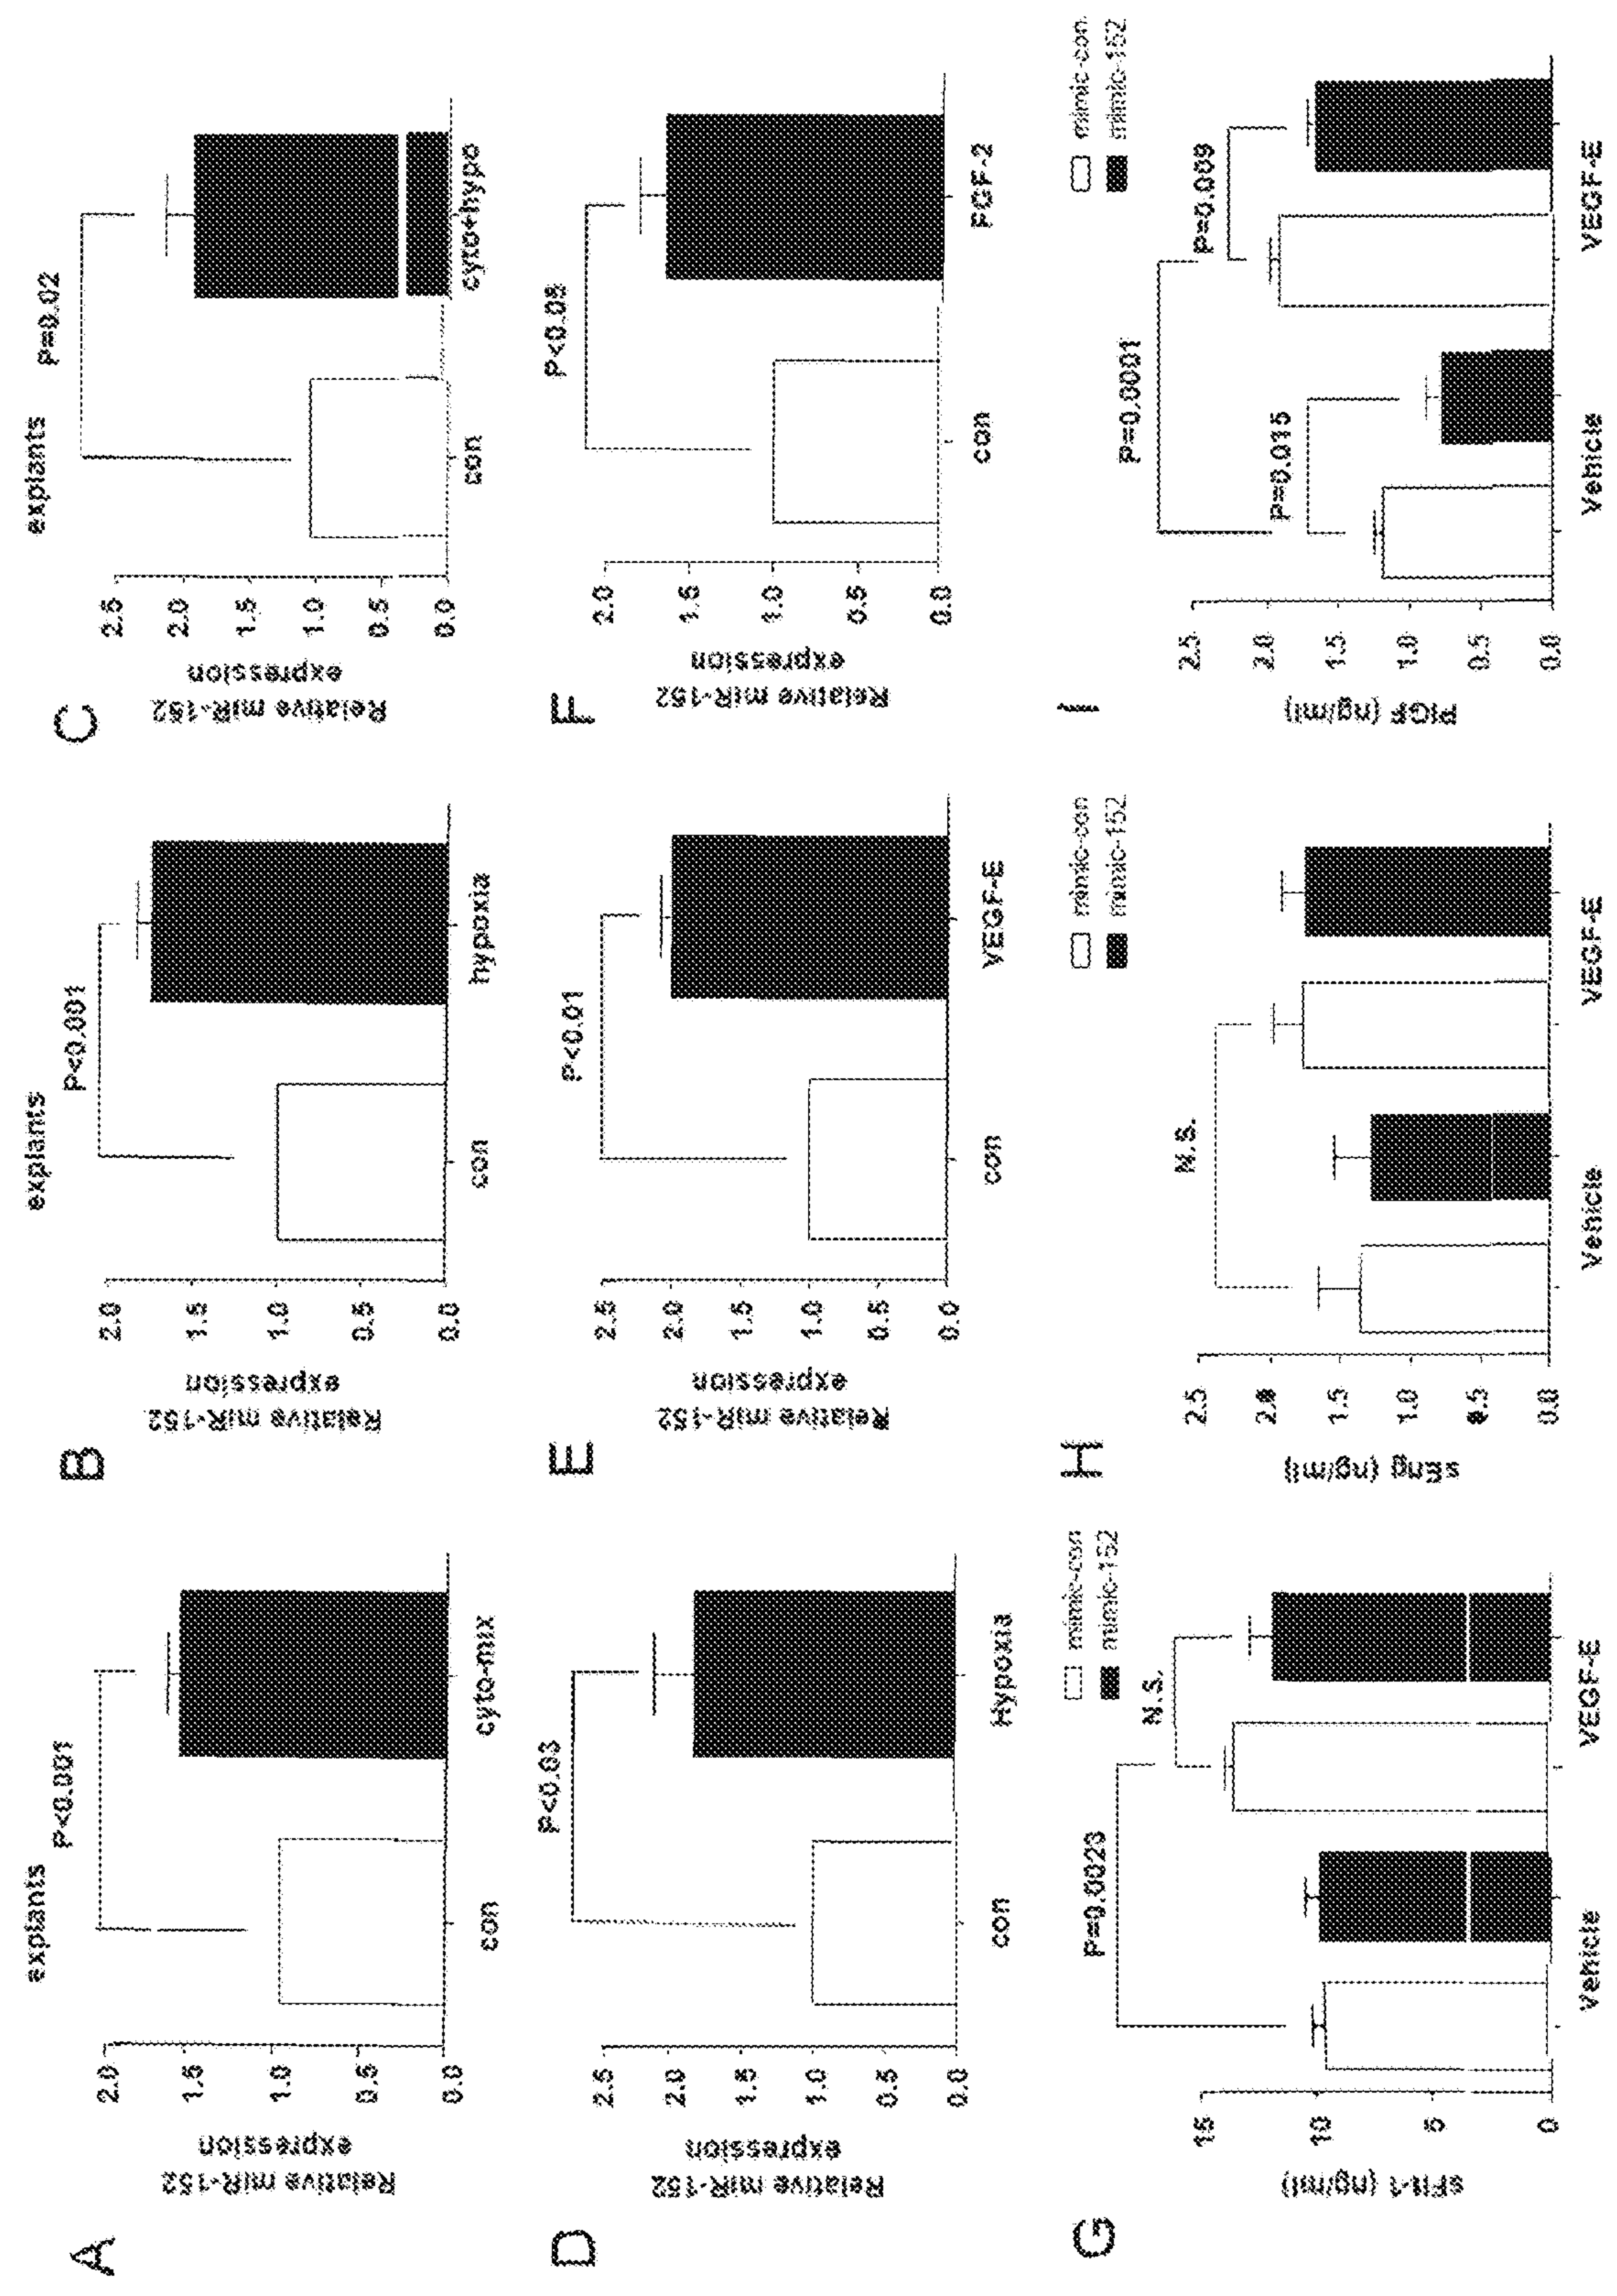 A
explants
P<0.001
Relative miR-152
expression
2.0
1.5
1.0
0.5
0.0
con
cyto-mix
B
explants
P<0.001
Relative miR-152
expression
2.0
1.5
1.0
0.5
0.0
con
hypoxia
C
explants
P=0.02
Relative miR-152
expression
2.5
2.0
1.5
1.0
0.5
0.0
con
cyto+hypo
D
P<0.03
Relative miR-152
expression
2.5
2.0
1.5
1.0
0.5
0.0
con
Hypoxia
E
P<0.01
Relative miR-152
expression
2.5
2.0
1.5
1.0
0.5
0.0
con
VEGF-E
F
P<0.05
Relative miR-152
expression
2.0
1.5
1.0
0.5
0.0
con
FGF-2
G
mimic-con
mimic-152
P=0.0023
N.S.
sFlt-1 (ng/ml)
15
10
5
0
Vehicle
VEGF-E
H
mimic-con
mimic-152
N.S.
sEng (ng/ml)
2.5
2.0
1.5
1.0
0.5
0.0
Vehicle
VEGF-E
I
mimic-con
mimic-152
P=0.0001
P=0.015
P=0.009
PlGF (ng/ml)
2.5
2.0
1.5
1.0
0.5
0.0
Vehicle
VEGF-E